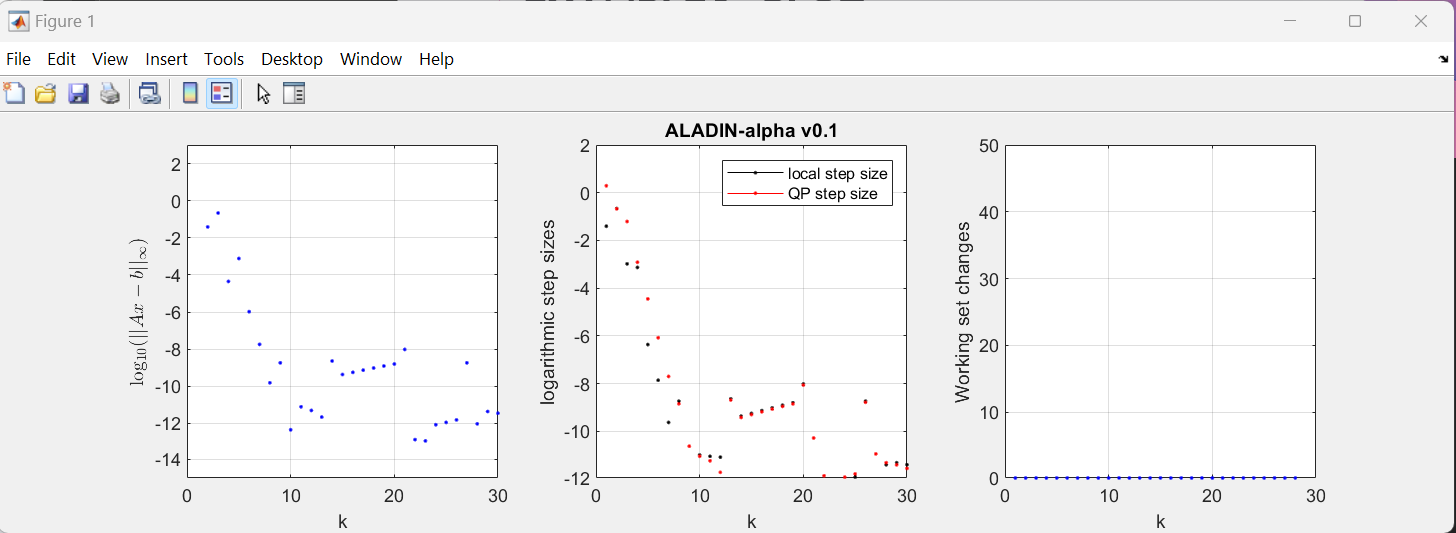 Figure 1
File Edit View Insert Tools Desktop Window Help
ALADIN-alpha v0.1
log₁₀(||Ax − b||∞)
2
0
-2
-4
-6
-8
-10
-12
-14
0 10 20 30
k
logarithmic step sizes
2
0
-2
-4
-6
-8
-10
-12
local step size
QP step size
0 10 20 30
k
Working set changes
50
40
30
20
10
0
0 10 20 30
k